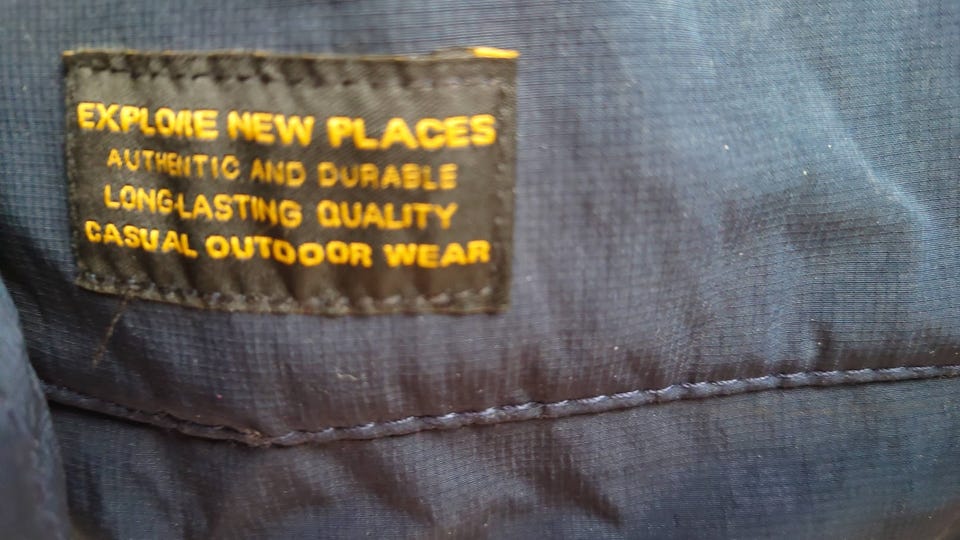 EXPLORE NEW PLACES
AUTHENTIC AND DURABLE
LONG-LASTING QUALITY
CASUAL OUTDOOR WEAR